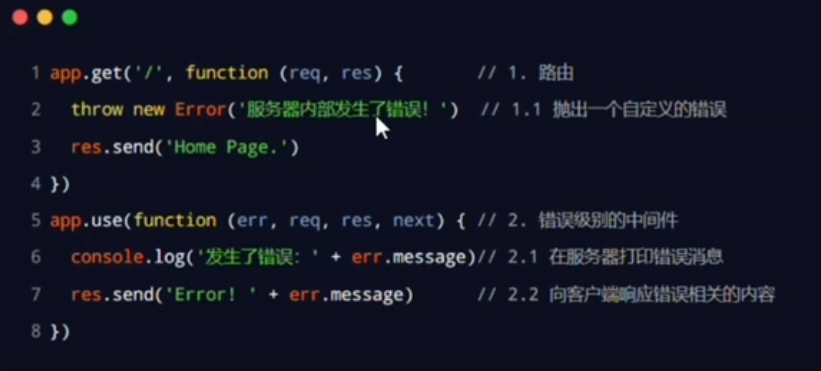 1 app.get('/', function (req, res) { // 1. 路由
2 throw new Error('服务器内部发生了错误！') // 1.1 抛出一个自定义的错误
3 res.send('Home Page.')
4 })
5 app.use(function (err, req, res, next) { // 2. 错误级别的中间件
6 console.log('发生了错误：' + err.message)// 2.1 在服务器打印错误消息
7 res.send('Error! ' + err.message) // 2.2 向客户端响应错误相关的内容
8 })